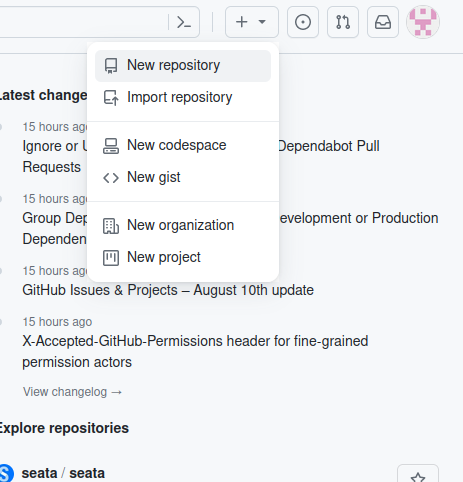 New repository
Import repository
New codespace
New gist
New organization
New project
Latest change
15 hours ago
Ignore or U
Dependabot Pull
Requests
15 hours ago
Group Dep
evelopment or Production
Dependen
15 hours ago
GitHub Issues & Projects – August 10th update
15 hours ago
X-Accepted-GitHub-Permissions header for fine-grained
permission actors
View changelog →
Explore repositories
seata / seata